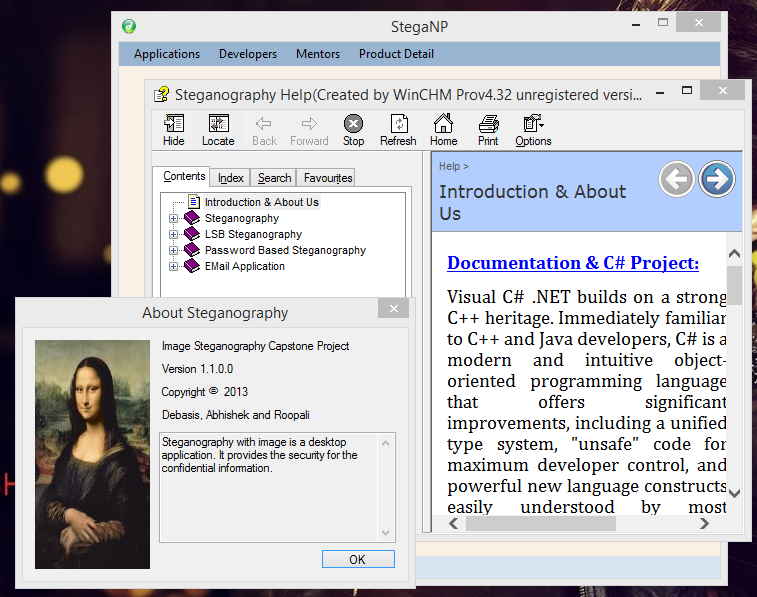 StegaNP
Applications Developers Mentors Product Detail
Steganography Help(Created by WinCHM Prov4.32 unregistered versi...
Hide Locate Back Forward Stop Refresh Home Print Options
Contents Index Search Favourites
Introduction & About Us
Steganography
LSB Steganography
Password Based Steganography
EMail Application
Help >
Introduction & About
Us
Documentation & C# Project:
Visual C# .NET builds on a strong
C++ heritage. Immediately familiar
to C++ and Java developers, C# is a
modern and intuitive object-
oriented programming language
that offers significant
improvements, including a unified
type system, "unsafe" code for
maximum developer control, and
powerful new language constructs
easily understood by most
About Steganography
Image Steganography Capstone Project
Version 1.1.0.0
Copyright © 2013
Debasis, Abhishek and Roopali
Steganography with image is a desktop
application. It provides the security for the
confidential information.
OK
H